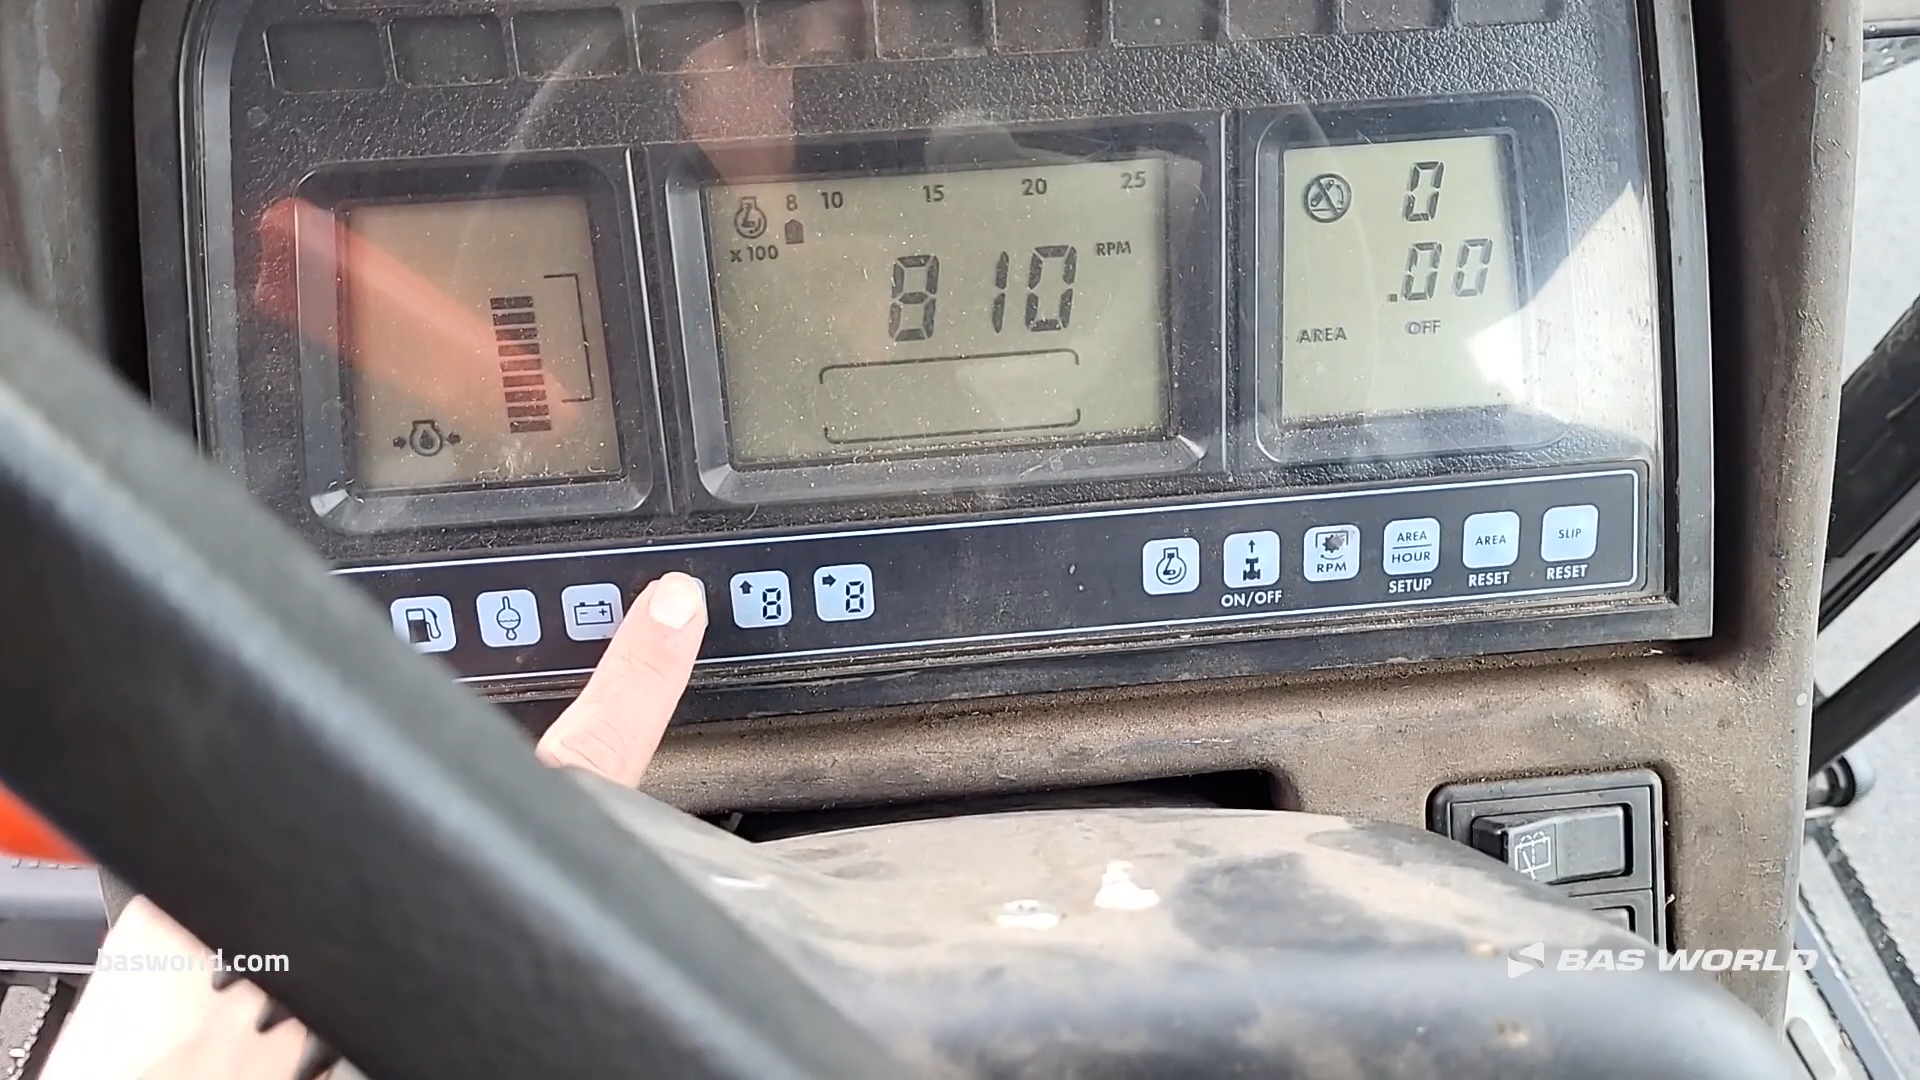 8 10 15 20 25
x 100
810 RPM
0
.00
AREA OFF
8
8
ON/OFF
RPM
AREA
HOUR
SETUP
AREA
RESET
SLIP
RESET
basworld.com
BAS WORLD